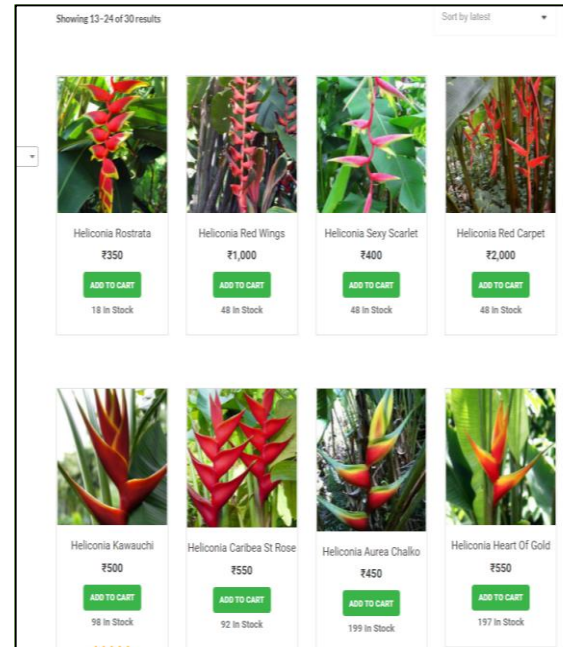 Showing 13–24 of 30 results
Sort by latest
Heliconia Rostrata
₹350
ADD TO CART
18 In Stock
Heliconia Red Wings
₹1,000
ADD TO CART
48 In Stock
Heliconia Sexy Scarlet
₹400
ADD TO CART
48 In Stock
Heliconia Red Carpet
₹2,000
ADD TO CART
48 In Stock
Heliconia Kawauchi
₹500
ADD TO CART
98 In Stock
Heliconia Caribea St Rose
₹550
ADD TO CART
92 In Stock
Heliconia Aurea Chalko
₹450
ADD TO CART
199 In Stock
Heliconia Heart Of Gold
₹550
ADD TO CART
197 In Stock